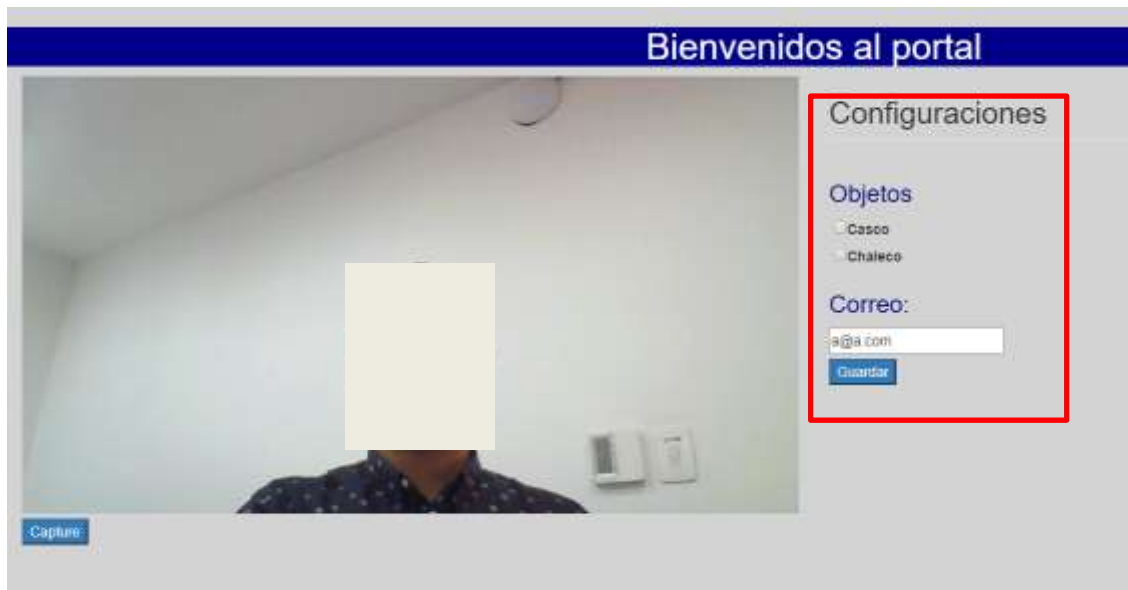 Bienvenidos al portal
Configuraciones
Objetos
Casco
Chaleco
Correo:
a@a.com
Guardar
Capture